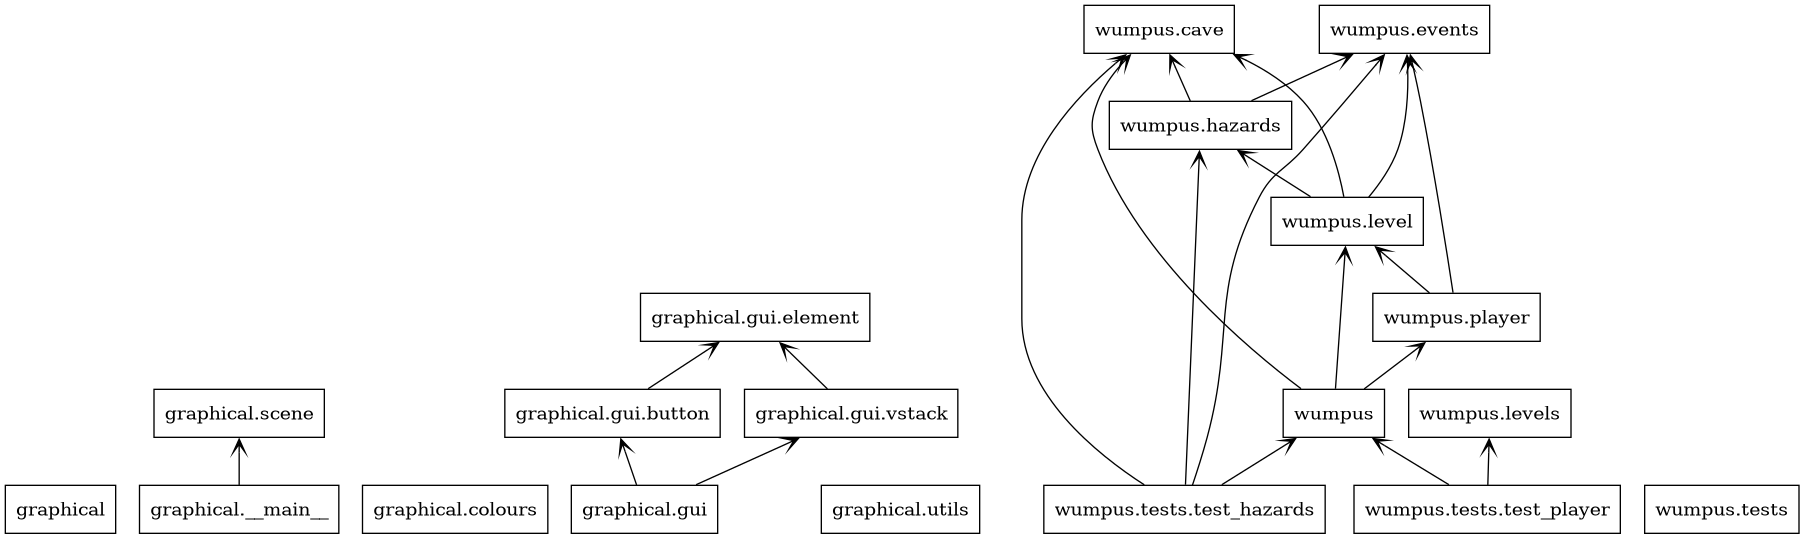 wumpus.cave
wumpus.events
wumpus.hazards
wumpus.level
graphical.gui.element
wumpus.player
graphical.scene
graphical.gui.button
graphical.gui.vstack
wumpus
wumpus.levels
graphical
graphical.__main__
graphical.colours
graphical.gui
graphical.utils
wumpus.tests.test_hazards
wumpus.tests.test_player
wumpus.tests